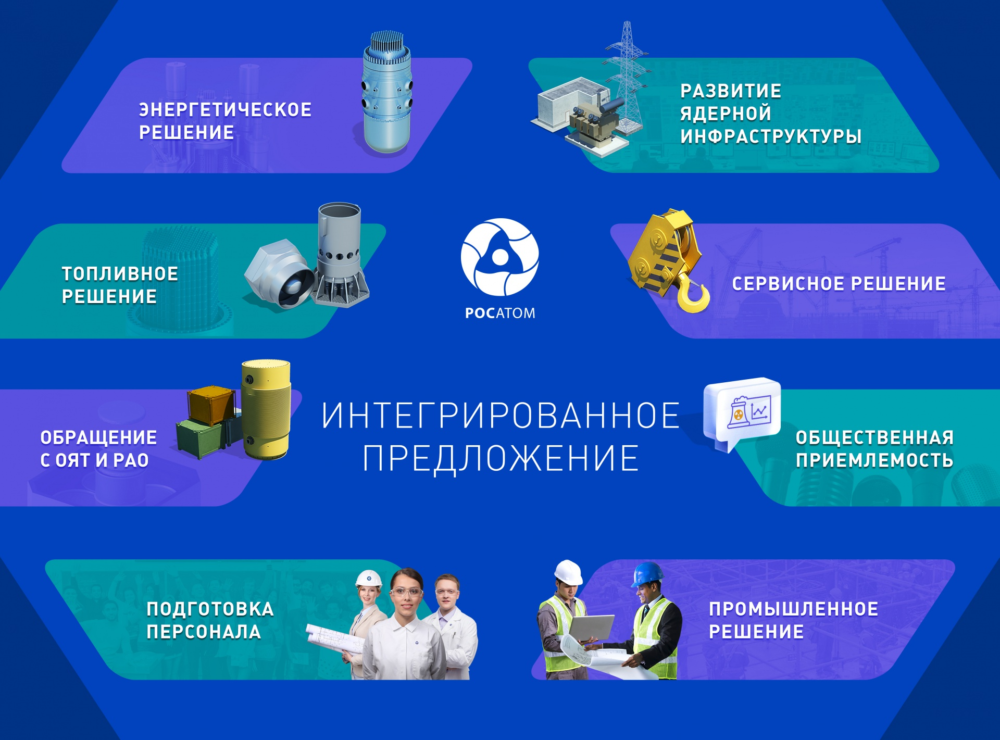 ЭНЕРГЕТИЧЕСКОЕ
РЕШЕНИЕ
РАЗВИТИЕ
ЯДЕРНОЙ
ИНФРАСТРУКТУРЫ
ТОПЛИВНОЕ
РЕШЕНИЕ
РОСАТОМ
СЕРВИСНОЕ РЕШЕНИЕ
ОБРАЩЕНИЕ
С ОЯТ И РАО
ИНТЕГРИРОВАННОЕ
ПРЕДЛОЖЕНИЕ
ОБЩЕСТВЕННАЯ
ПРИЕМЛЕМОСТЬ
ПОДГОТОВКА
ПЕРСОНАЛА
ПРОМЫШЛЕННОЕ
РЕШЕНИЕ